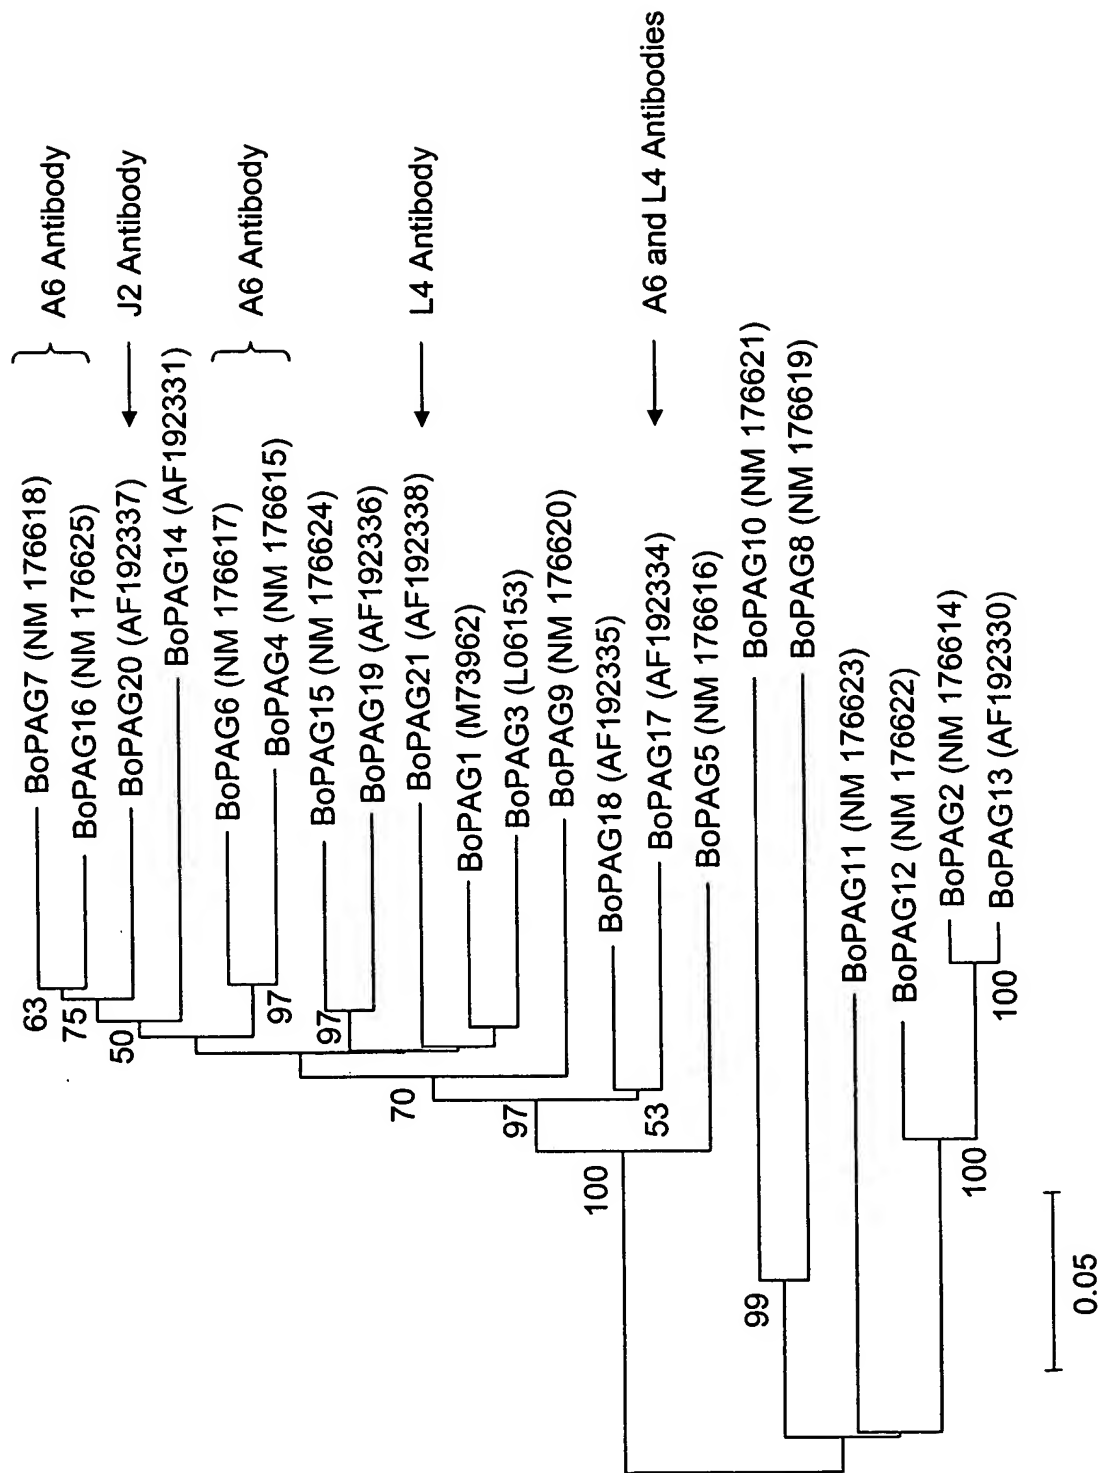 BoPAG7 (NM 176618)
A6 Antibody
BoPAG16 (NM 176625)
BoPAG20 (AF192337)
J2 Antibody
BoPAG14 (AF192331)
BoPAG6 (NM 176617)
A6 Antibody
BoPAG4 (NM 176615)
BoPAG15 (NM 176624)
BoPAG19 (AF192336)
BoPAG21 (AF192338)
L4 Antibody
BoPAG1 (M73962)
BoPAG3 (L06153)
BoPAG9 (NM 176620)
BoPAG18 (AF192335)
BoPAG17 (AF192334)
A6 and L4 Antibodies
BoPAG5 (NM 176616)
BoPAG10 (NM 176621)
BoPAG8 (NM 176619)
BoPAG11 (NM 176623)
BoPAG12 (NM 176622)
BoPAG2 (NM 176614)
BoPAG13 (AF192330)
63
75
50
97
97
70
97
53
100
99
100
100
0.05